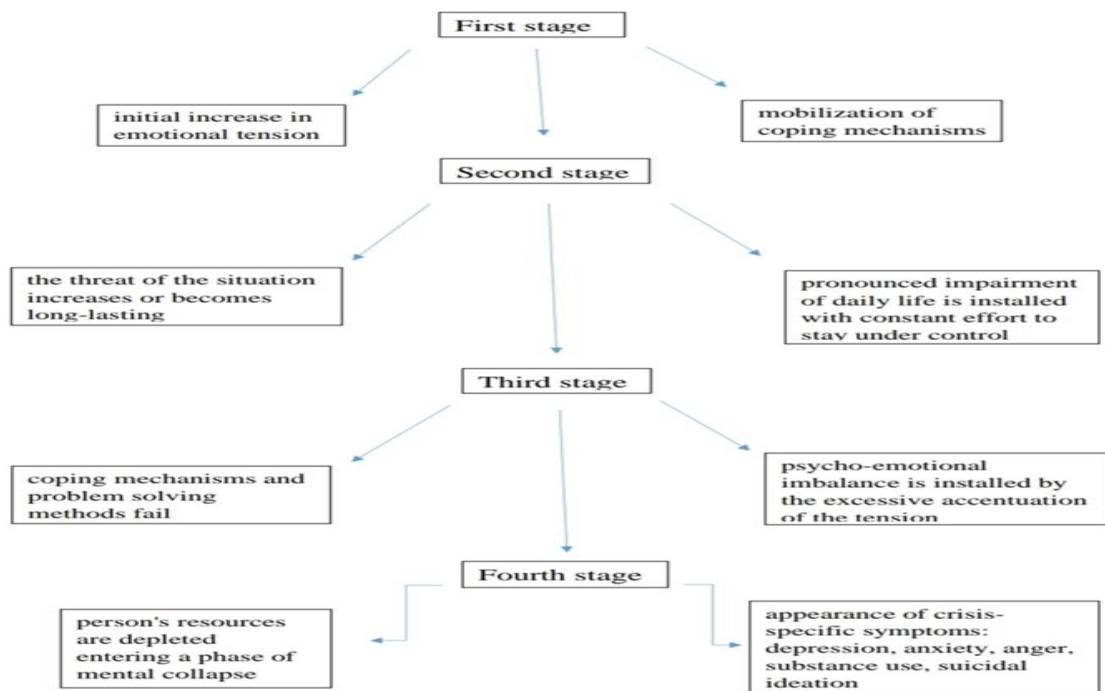 First stage
initial increase in
emotional tension
mobilization of
coping mechanisms
Second stage
the threat of the situation
increases or becomes
long-lasting
pronounced impairment
of daily life is installed
with constant effort to
stay under control
Third stage
coping mechanisms and
problem solving
methods fail
psycho-emotional
imbalance is installed by
the excessive accentuation
of the tension
Fourth stage
person's resources
are depleted
entering a phase of
mental collapse
appearance of crisis-
specific symptoms:
depression, anxiety, anger,
substance use, suicidal
ideation